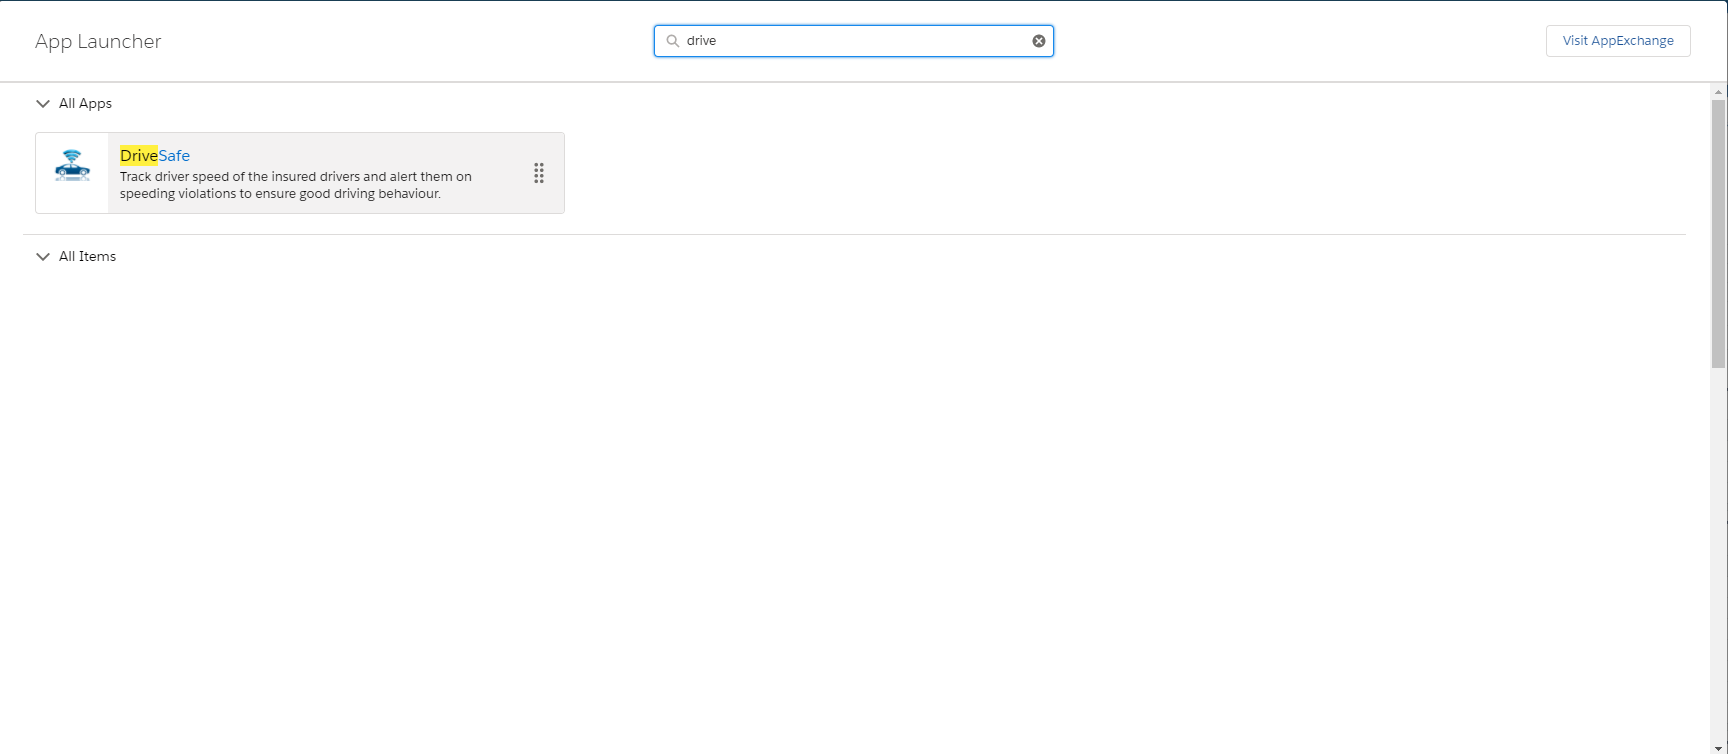 App Launcher
drive
Visit AppExchange
All Apps
DriveSafe
Track driver speed of the insured drivers and alert them on
speeding violations to ensure good driving behaviour.
All Items